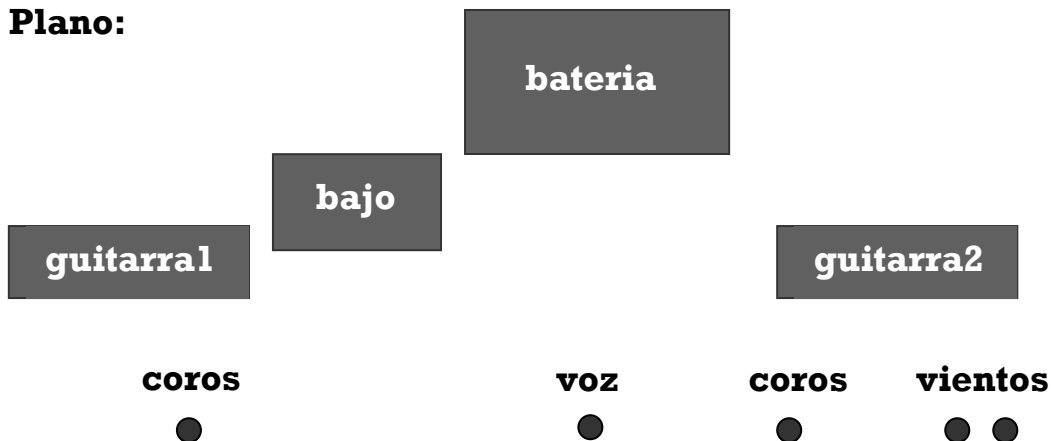 Plano:
bateria
bajo
guitarra1
guitarra2
coros
voz
coros
vientos